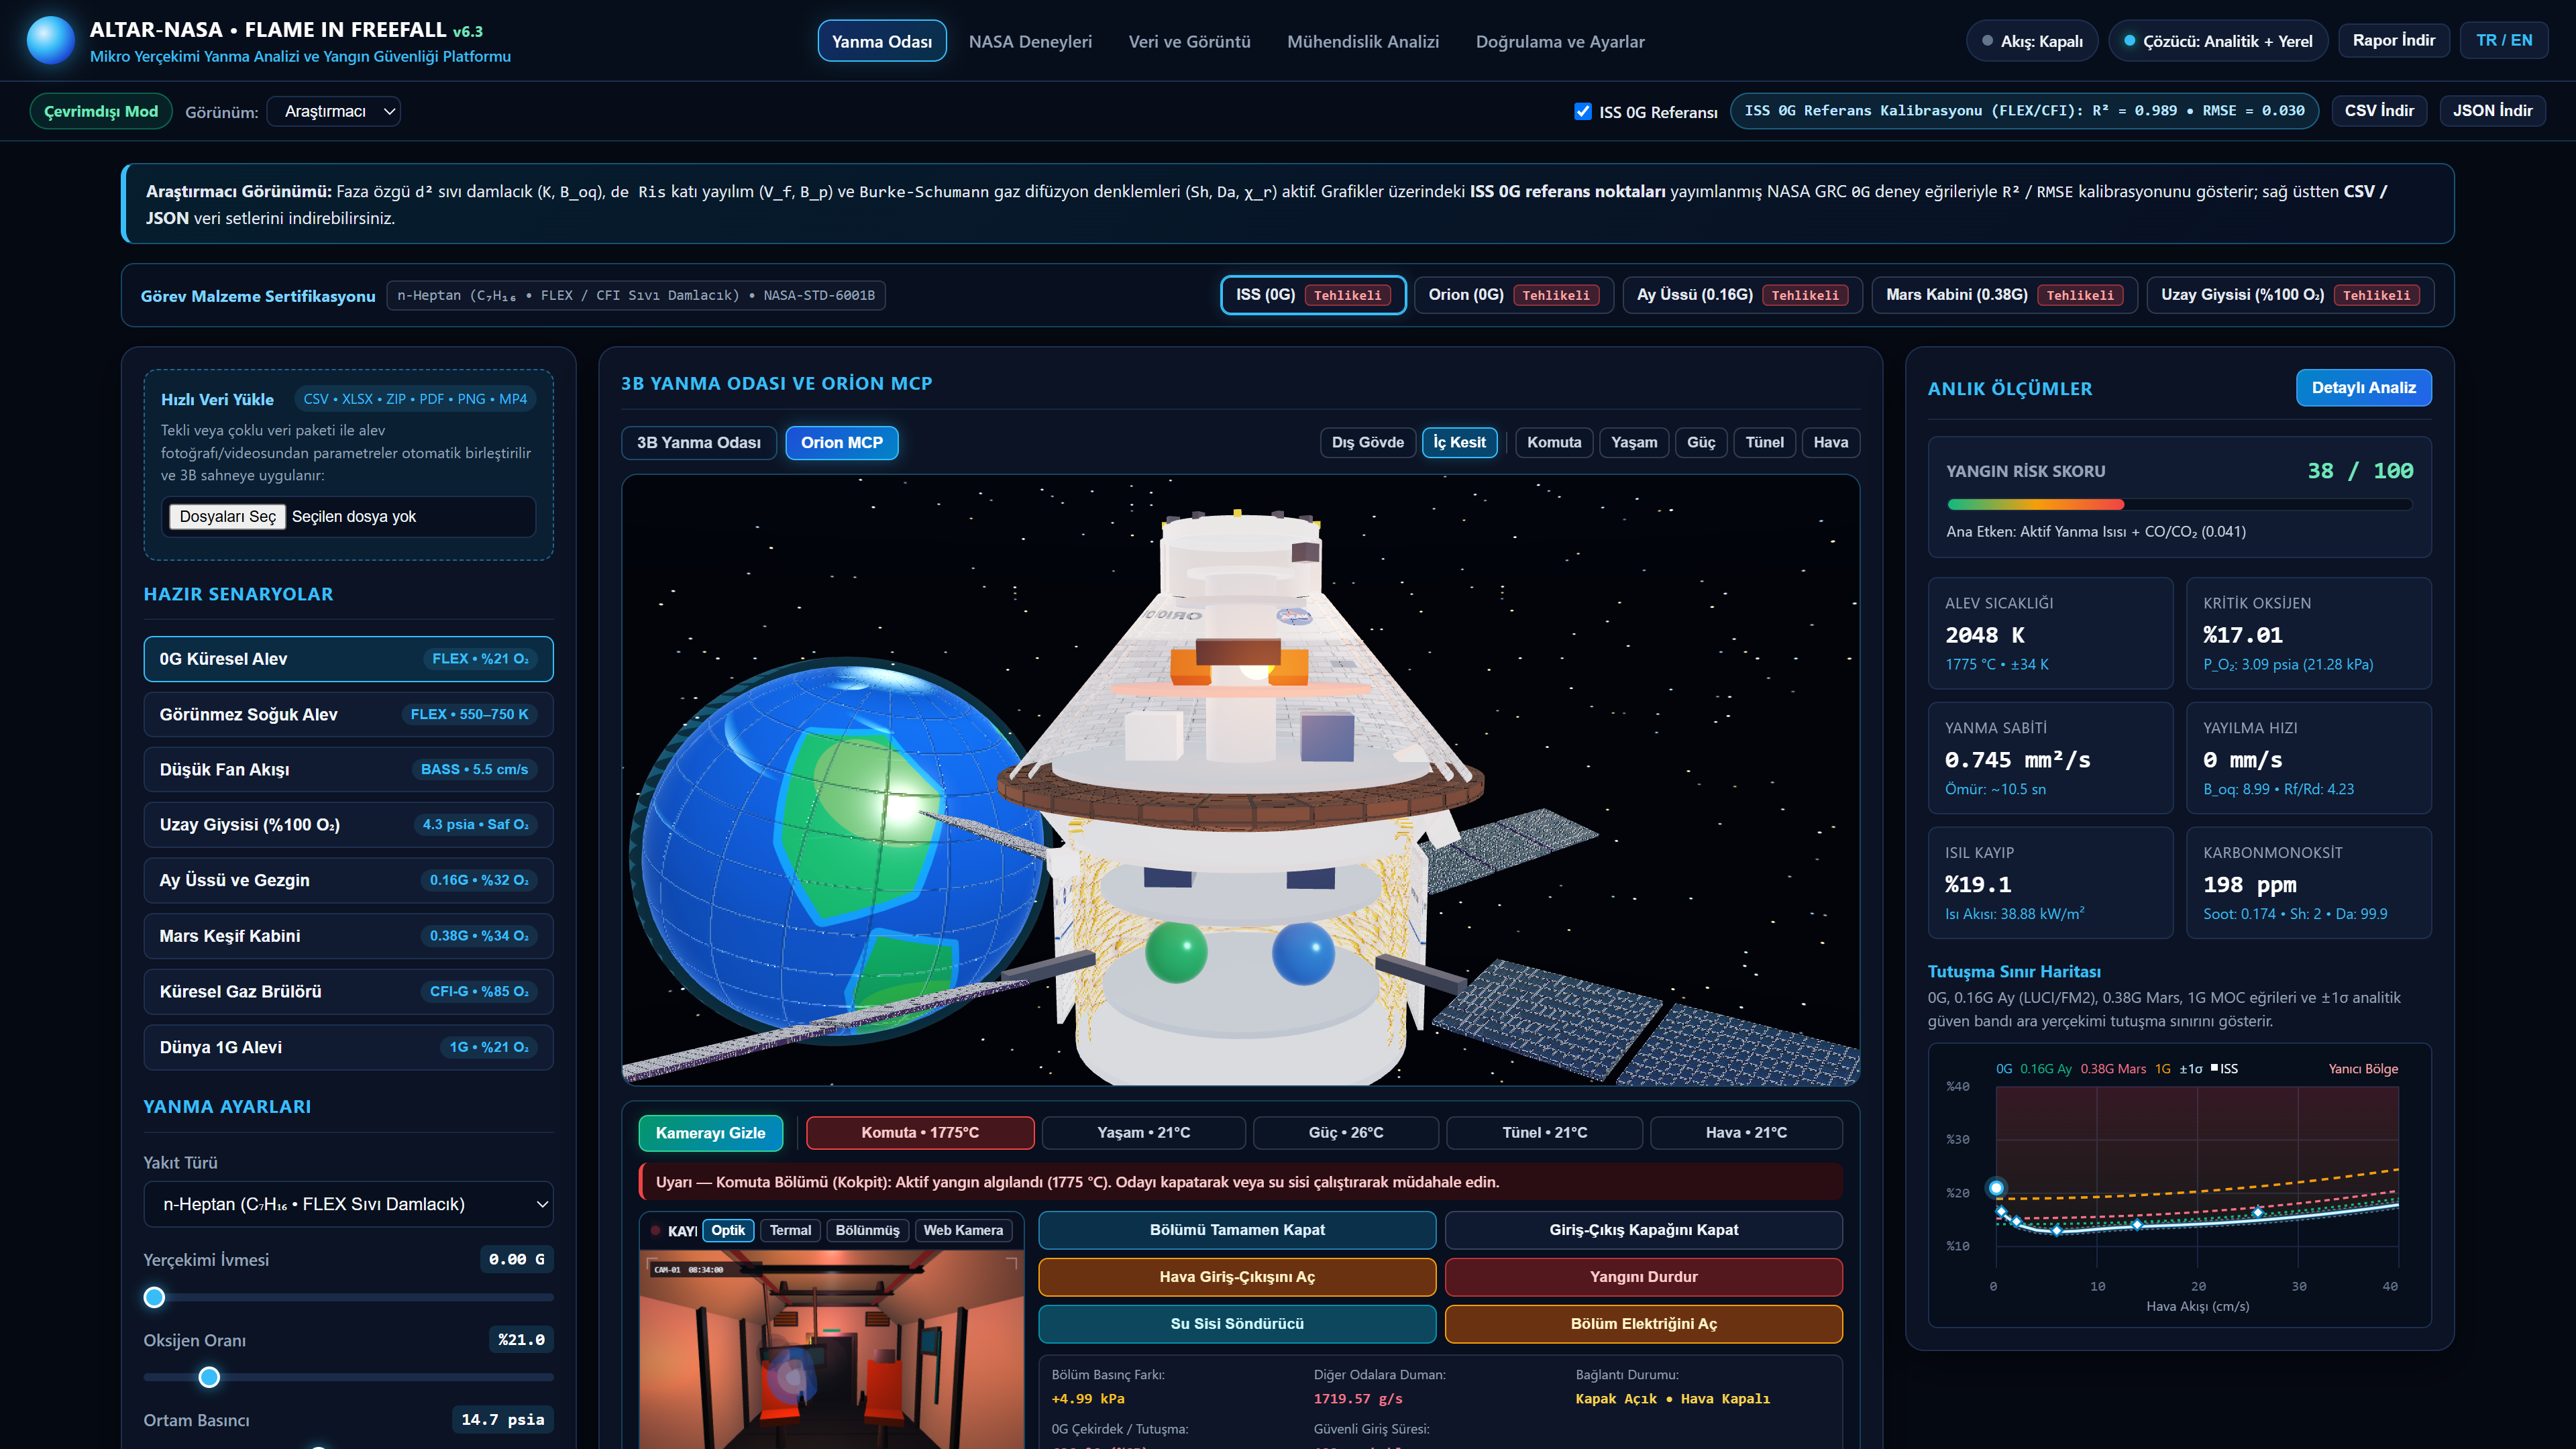 ALTAR-NASA • FLAME IN FREEFALL v6.3
Mikro Yerçekimi Yanma Analizi ve Yangın Güvenliği Platformu
Yanma Odası
NASA Deneyleri
Veri ve Görüntü
Mühendislik Analizi
Doğrulama ve Ayarlar
Akış: Kapalı
Çözücü: Analitik + Yerel
Rapor İndir
TR / EN
Çevrimdışı Mod
Görünüm:
Araştırmacı
ISS 0G Referansı
ISS 0G Referans Kalibrasyonu (FLEX/CFI): R² = 0.989 • RMSE = 0.030
CSV İndir
JSON İndir
Araştırmacı Görünümü: Faza özgü d² sıvı damlacık (K, B_oq), de Ris katı yayılım (V_f, B_p) ve Burke-Schumann gaz difüzyon denklemleri (Sh, Da, χ_r) aktif. Grafikler üzerindeki ISS 0G referans noktaları yayımlanmış NASA GRC 0G deney eğrileriyle R² / RMSE kalibrasyonunu gösterir; sağ üstten CSV /
JSON veri setlerini indirebilirsiniz.
Görev Malzeme Sertifikasyonu
n-Heptan (C₇H₁₆ • FLEX / CFI Sıvı Damlacık) • NASA-STD-6001B
ISS (0G) Tehlikeli
Orion (0G) Tehlikeli
Ay Üssü (0.16G) Tehlikeli
Mars Kabini (0.38G) Tehlikeli
Uzay Giysisi (%100 O₂) Tehlikeli
Hızlı Veri Yükle
CSV • XLSX • ZIP • PDF • PNG • MP4
Tekli veya çoklu veri paketi ile alev
fotoğrafı/videosundan parametreler otomatik birleştirilir
ve 3B sahneye uygulanır:
Dosyaları Seç
Seçilen dosya yok
HAZIR SENARYOLAR
0G Küresel Alev
FLEX • %21 O₂
Görünmez Soğuk Alev
FLEX • 550–750 K
Düşük Fan Akışı
BASS • 5.5 cm/s
Uzay Giysisi (%100 O₂)
4.3 psia • Saf O₂
Ay Üssü ve Gezgin
0.16G • %32 O₂
Mars Keşif Kabini
0.38G • %34 O₂
Küresel Gaz Brülörü
CFI-G • %85 O₂
Dünya 1G Alevi
1G • %21 O₂
YANMA AYARLARI
Yakıt Türü
n-Heptan (C₇H₁₆ • FLEX Sıvı Damlacık)
Yerçekimi İvmesi
0.00 G
Oksijen Oranı
%21.0
Ortam Basıncı
14.7 psia
3B YANMA ODASI VE ORİON MCP
3B Yanma Odası
Orion MCP
Dış Gövde
İç Kesit
Komuta
Yaşam
Güç
Tünel
Hava
Kamerayı Gizle
Komuta • 1775°C
Yaşam • 21°C
Güç • 26°C
Tünel • 21°C
Hava • 21°C
Uyarı — Komuta Bölümü (Kokpit): Aktif yangın algılandı (1775 °C). Odayı kapatarak veya su sisi çalıştırarak müdahale edin.
KAYI
Optik
Termal
Bölünmüş
Web Kamera
CAM-01 08:34:00
Bölümü Tamamen Kapat
Giriş-Çıkış Kapağını Kapat
Hava Giriş-Çıkışını Aç
Yangını Durdur
Su Sisi Söndürücü
Bölüm Elektriğini Aç
Bölüm Basınç Farkı:
+4.99 kPa
Diğer Odalara Duman:
1719.57 g/s
Bağlantı Durumu:
Kapak Açık • Hava Kapalı
0G Çekirdek / Tutuşma:
Güvenli Giriş Süresi:
ANLIK ÖLÇÜMLER
Detaylı Analiz
YANGIN RİSK SKORU
38 / 100
Ana Etken: Aktif Yanma Isısı + CO/CO₂ (0.041)
ALEV SICAKLIĞI
2048 K
1775 °C • ±34 K
KRİTİK OKSİJEN
%17.01
P_O₂: 3.09 psia (21.28 kPa)
YANMA SABİTİ
0.745 mm²/s
Ömür: ~10.5 sn
YAYILMA HIZI
0 mm/s
B_oq: 8.99 • Rf/Rd: 4.23
ISIL KAYIP
%19.1
Isı Akısı: 38.88 kW/m²
KARBONMONOKSİT
198 ppm
Soot: 0.174 • Sh: 2 • Da: 99.9
Tutuşma Sınır Haritası
0G, 0.16G Ay (LUCI/FM2), 0.38G Mars, 1G MOC eğrileri ve ±1σ analitik
güven bandı ara yerçekimi tutuşma sınırını gösterir.
0G 0.16G Ay 0.38G Mars 1G ±1σ ISS
Yanıcı Bölge
%40
%30
%20
%10
0 10 20 30 40
Hava Akışı (cm/s)